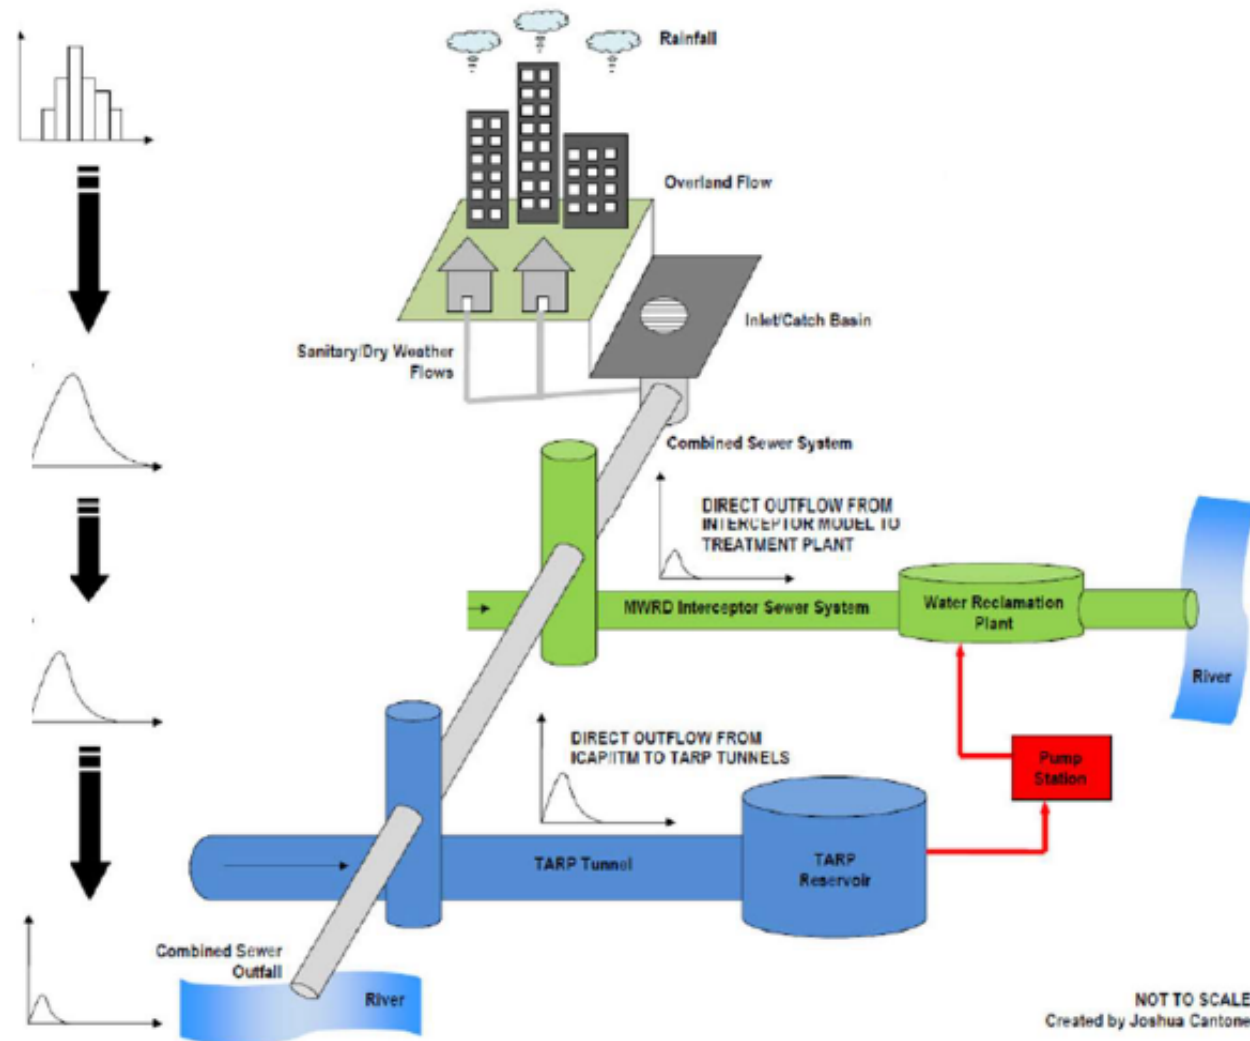 Rainfall
Overland Flow
Inlet/Catch Basin
Sanitary/Dry Weather
Flows
Combined Sewer System
DIRECT OUTFLOW FROM
INTERCEPTOR MODEL TO
TREATMENT PLANT
MWRD Interceptor Sewer System
Water Reclamation
Plant
River
DIRECT OUTFLOW FROM
ICAP/ITM TO TARP TUNNELS
Pump
Station
TARP Tunnel
TARP
Reservoir
Combined Sewer
Outfall
River
NOT TO SCALE
Created by Joshua Cantone